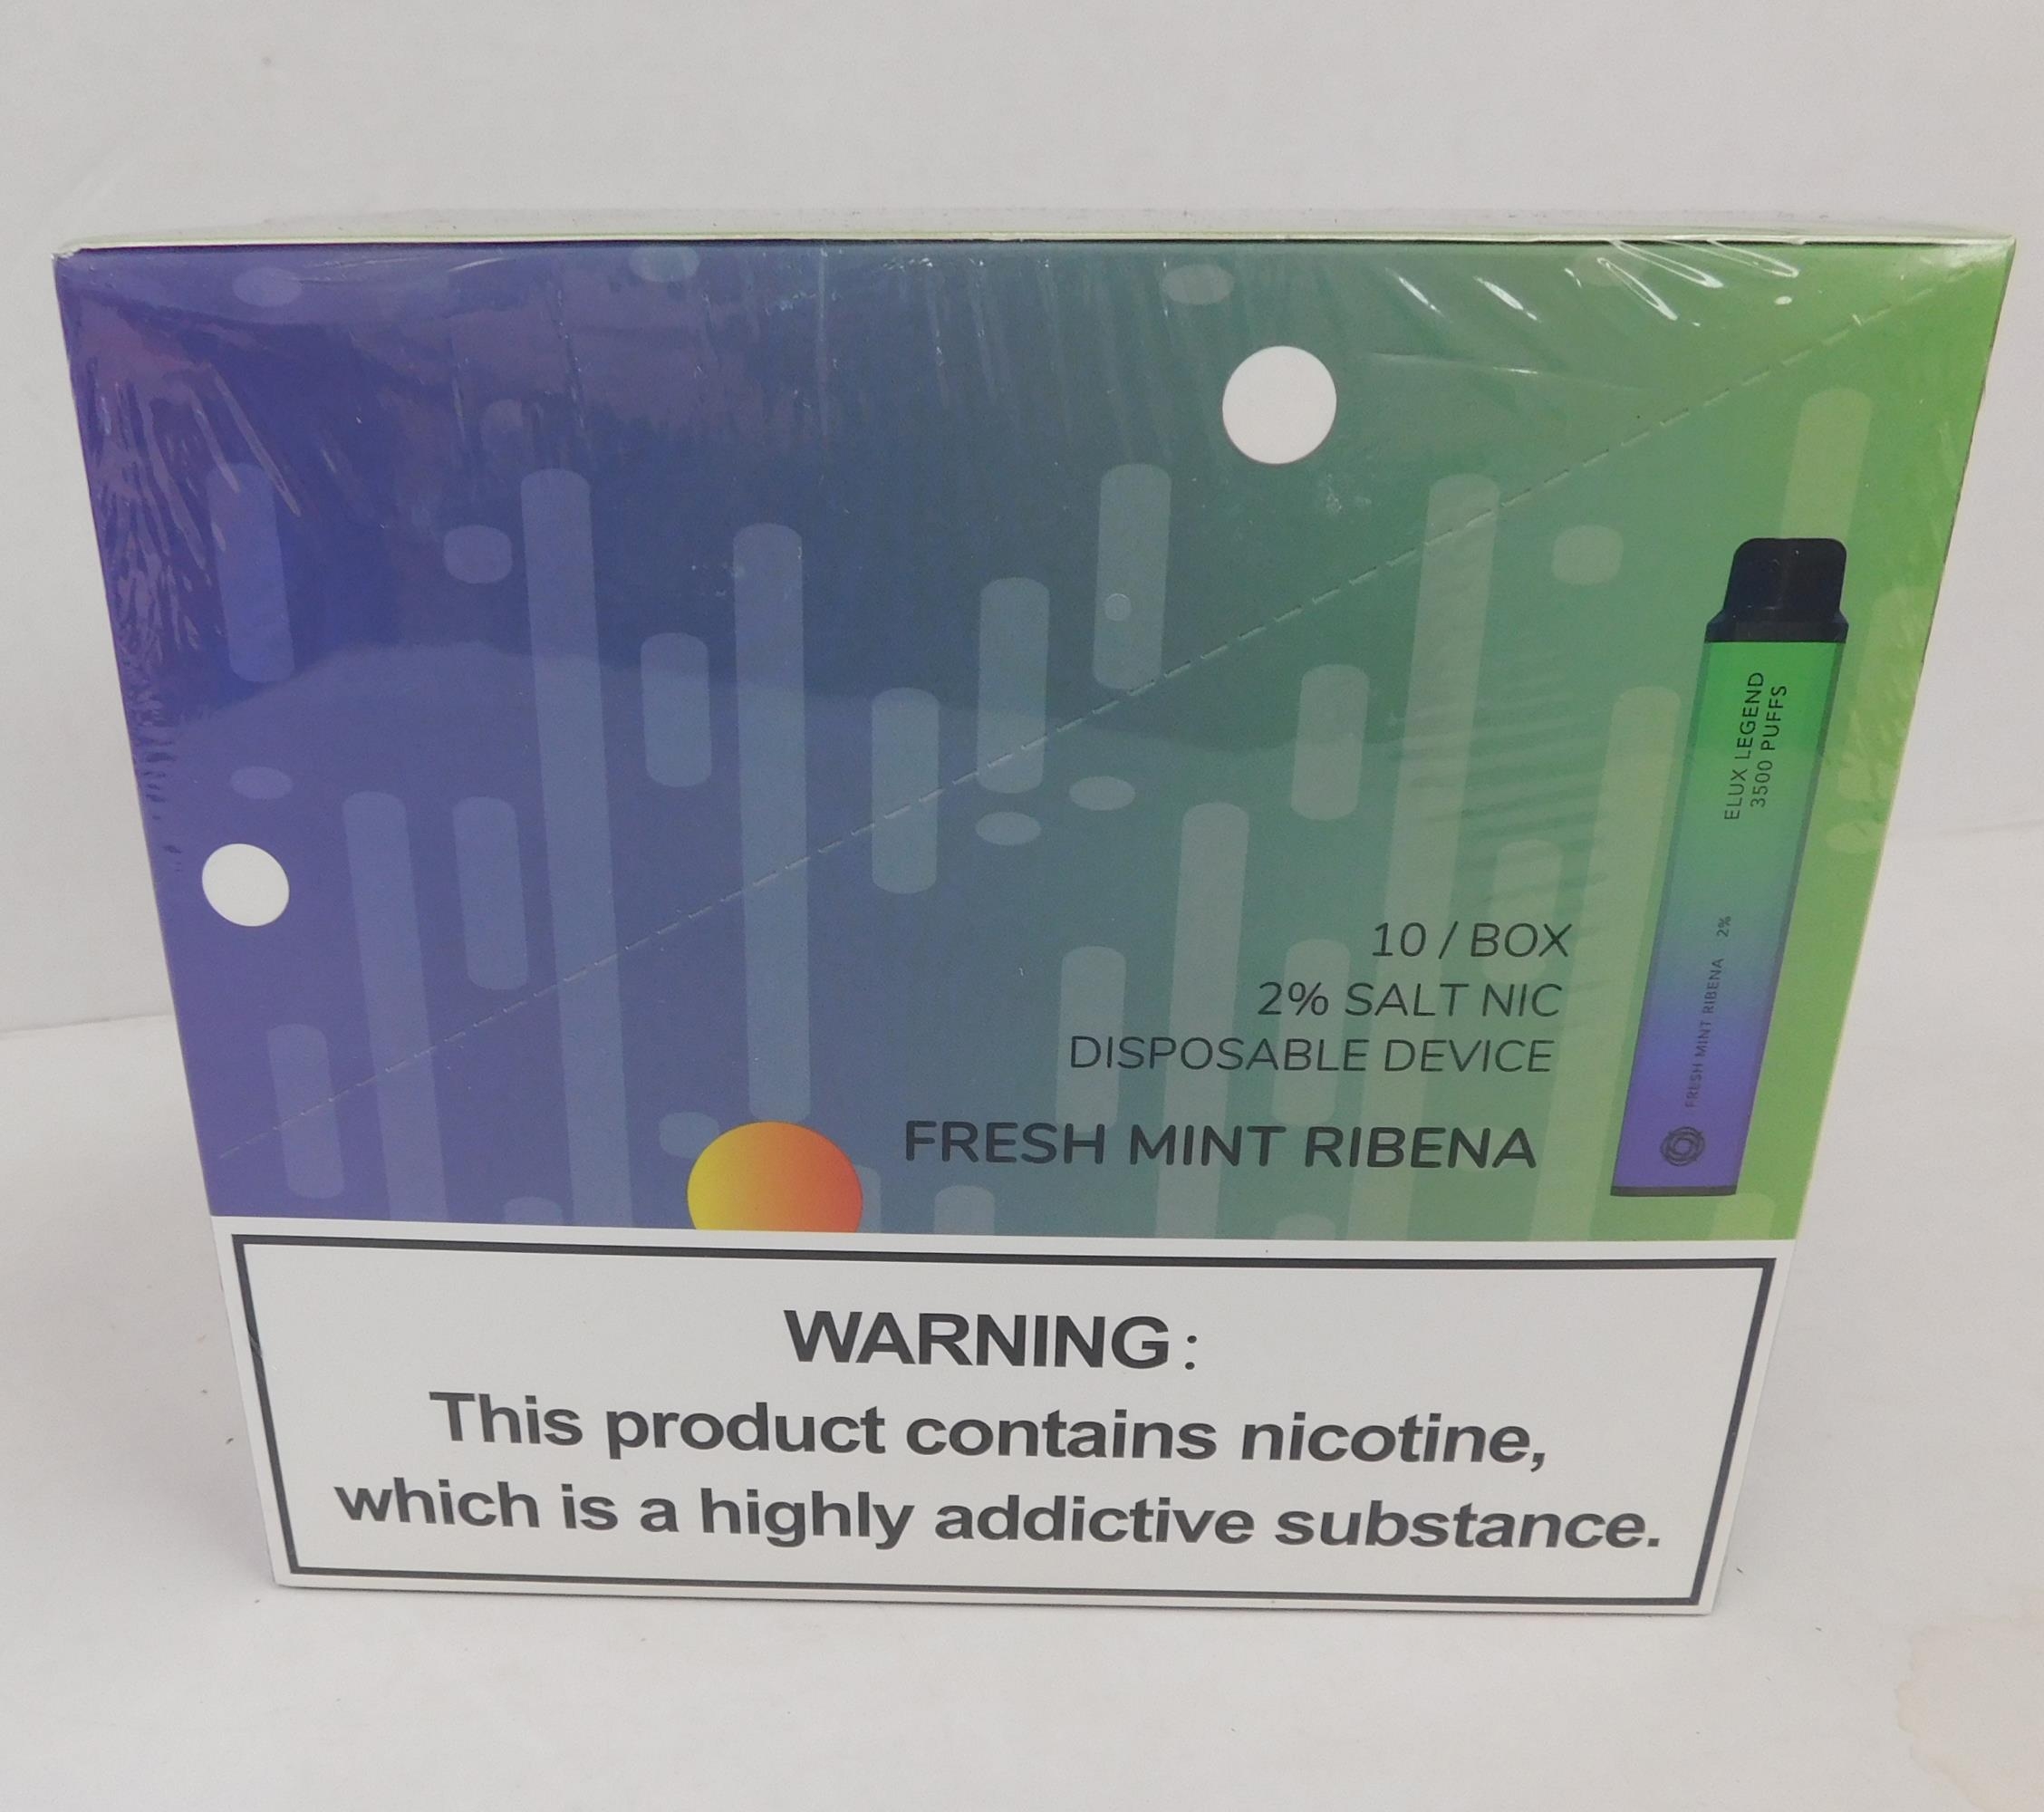 10 / BOX
2% SALT NIC
DISPOSABLE DEVICE
FRESH MINT RIBENA
ELUX LEGEND
3500 PUFFS
FRESH MINT RIBENA 2%
WARNING:
This product contains nicotine,
which is a highly addictive substance.